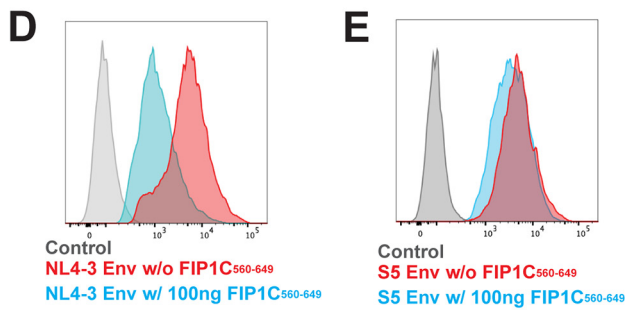 D
0 10³ 10⁴ 10⁵
Control
NL4-3 Env w/o FIP1C560-649
NL4-3 Env w/ 100ng FIP1C560-649
E
0 10³ 10⁴ 10⁵
Control
S5 Env w/o FIP1C560-649
S5 Env w/ 100ng FIP1C560-649